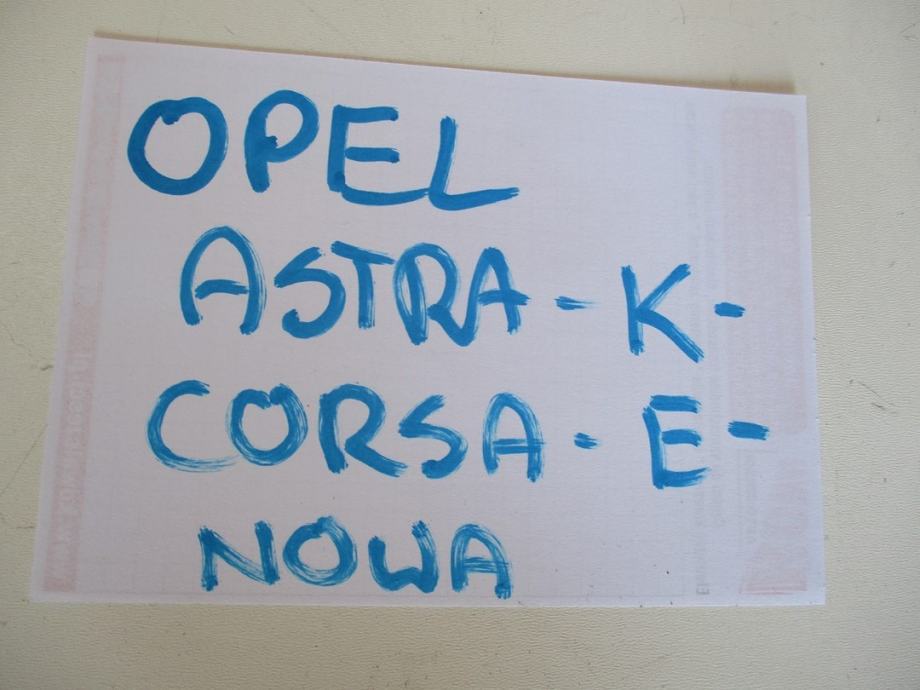 OPEL
ASTRA - K -
CORSA - E -
NOWA